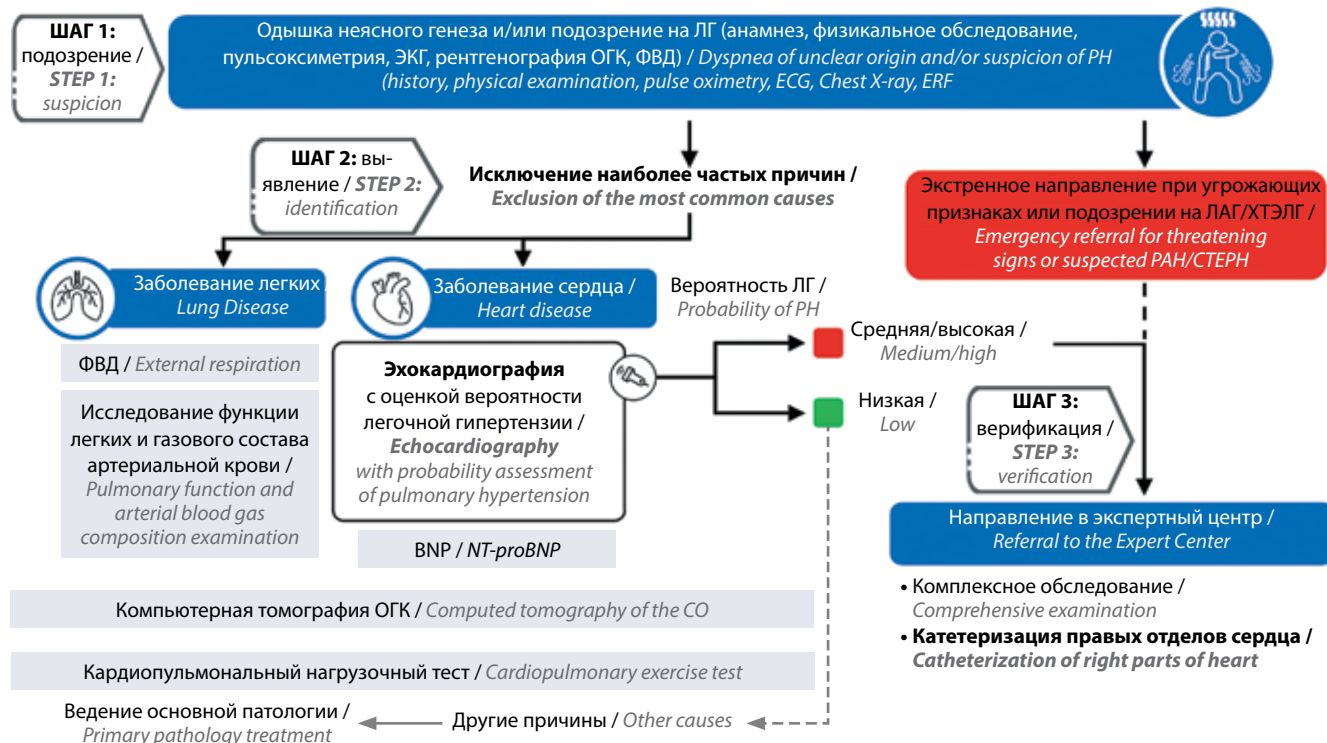 ШАГ 1:
подозрение /
STEP 1:
suspicion
Одышка неясного генеза и/или подозрение на ЛГ (анамнез, физикальное обследование,
пульсоксиметрия, ЭКГ, рентгенография ОГК, ФВД) / Dyspnea of unclear origin and/or suspicion of PH
(history, physical examination, pulse oximetry, ECG, Chest X-ray, ERF
ШАГ 2: вы-
явление / STEP 2:
identification
Исключение наиболее частых причин /
Exclusion of the most common causes
Экстренное направление при угрожающих
признаках или подозрении на ЛАГ/ХТЭЛГ /
Emergency referral for threatening
signs or suspected PAH/CTEPH
Заболевание легких /
Lung Disease
Заболевание сердца /
Heart disease
Вероятность ЛГ /
Probability of PH
ФВД / External respiration
Исследование функции
легких и газового состава
артериальной крови /
Pulmonary function and
arterial blood gas
composition examination
Эхокардиография
с оценкой вероятности
легочной гипертензии /
Echocardiography
with probability assessment
of pulmonary hypertension
BNP / NT-proBNP
Средняя/высокая /
Medium/high
Низкая /
Low
ШАГ 3:
верификация /
STEP 3:
verification
Направление в экспертный центр /
Referral to the Expert Center
• Комплексное обследование /
Comprehensive examination
• Катетеризация правых отделов сердца /
Catheterization of right parts of heart
Компьютерная томография ОГК / Computed tomography of the CO
Кардиопульмональный нагрузочный тест / Cardiopulmonary exercise test
Ведение основной патологии /
Primary pathology treatment
Другие причины / Other causes